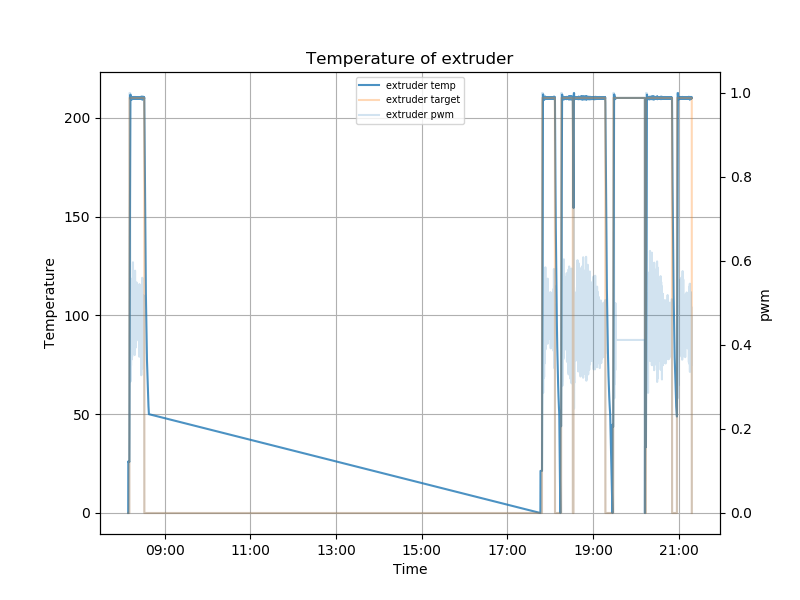 Temperature of extruder
extruder temp
extruder target
extruder pwm
200
150
100
50
0
1.0
0.8
0.6
0.4
0.2
0.0
Temperature
pwm
09:00 11:00 13:00 15:00 17:00 19:00 21:00
Time